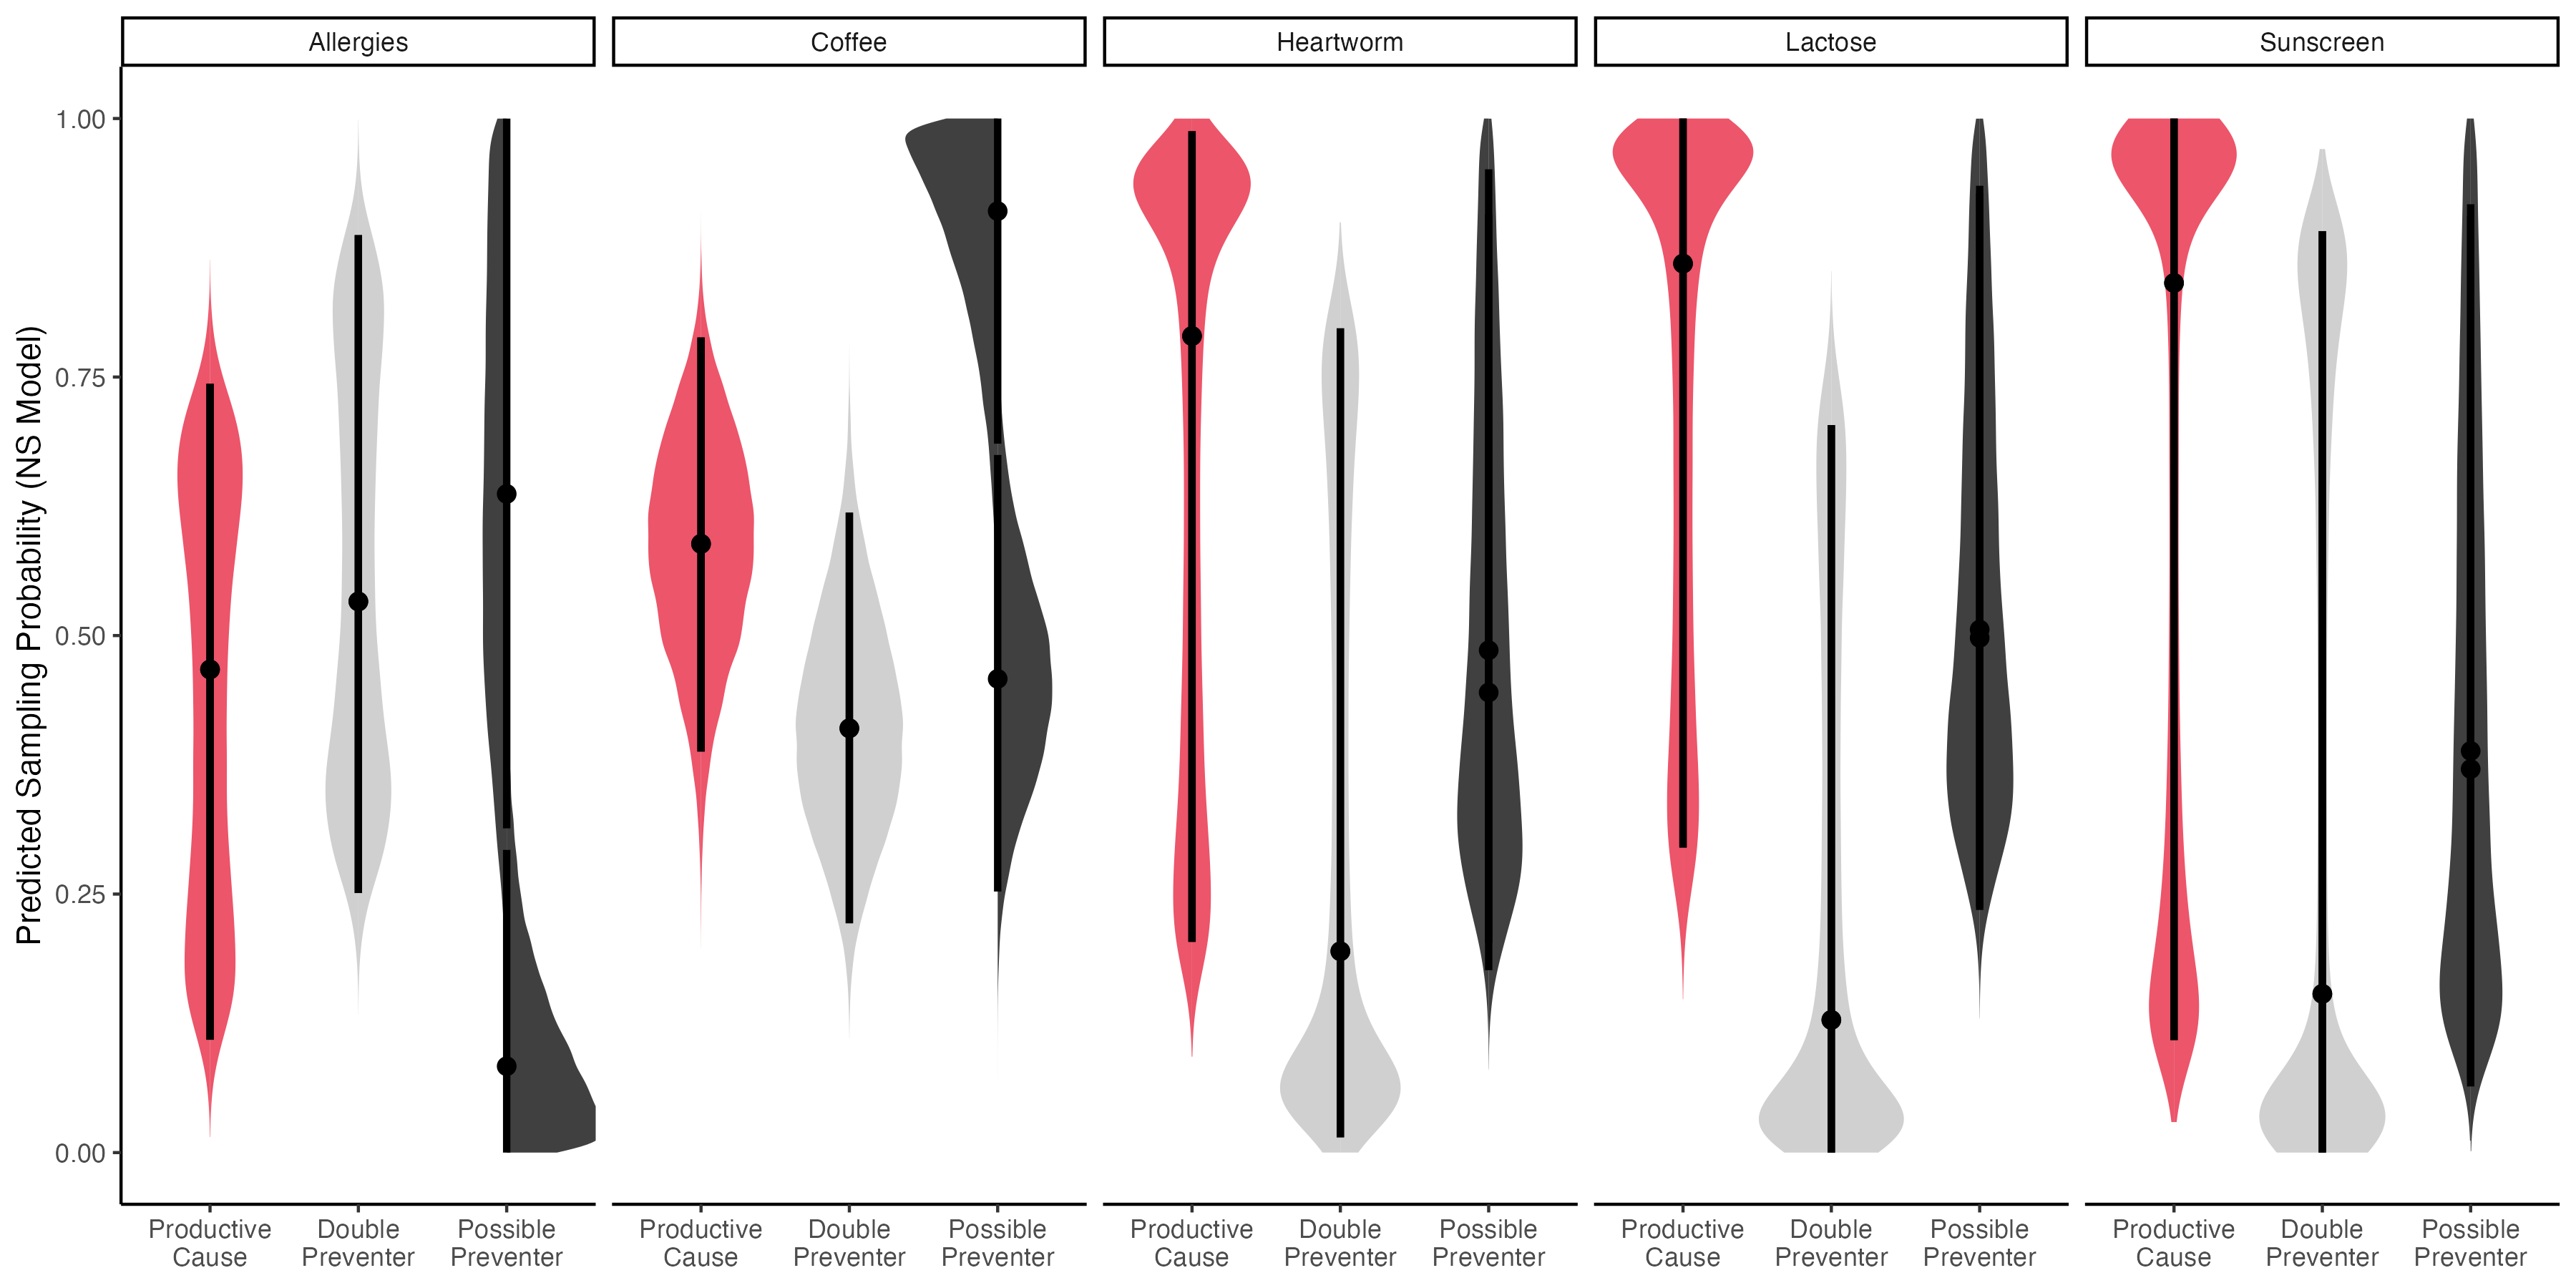 Allergies
Coffee
Heartworm
Lactose
Sunscreen
Predicted Sampling Probability (NS Model)
1.00
0.75
0.50
0.25
0.00
Productive
Cause
Double
Preventer
Possible
Preventer
Productive
Cause
Double
Preventer
Possible
Preventer
Productive
Cause
Double
Preventer
Possible
Preventer
Productive
Cause
Double
Preventer
Possible
Preventer
Productive
Cause
Double
Preventer
Possible
Preventer